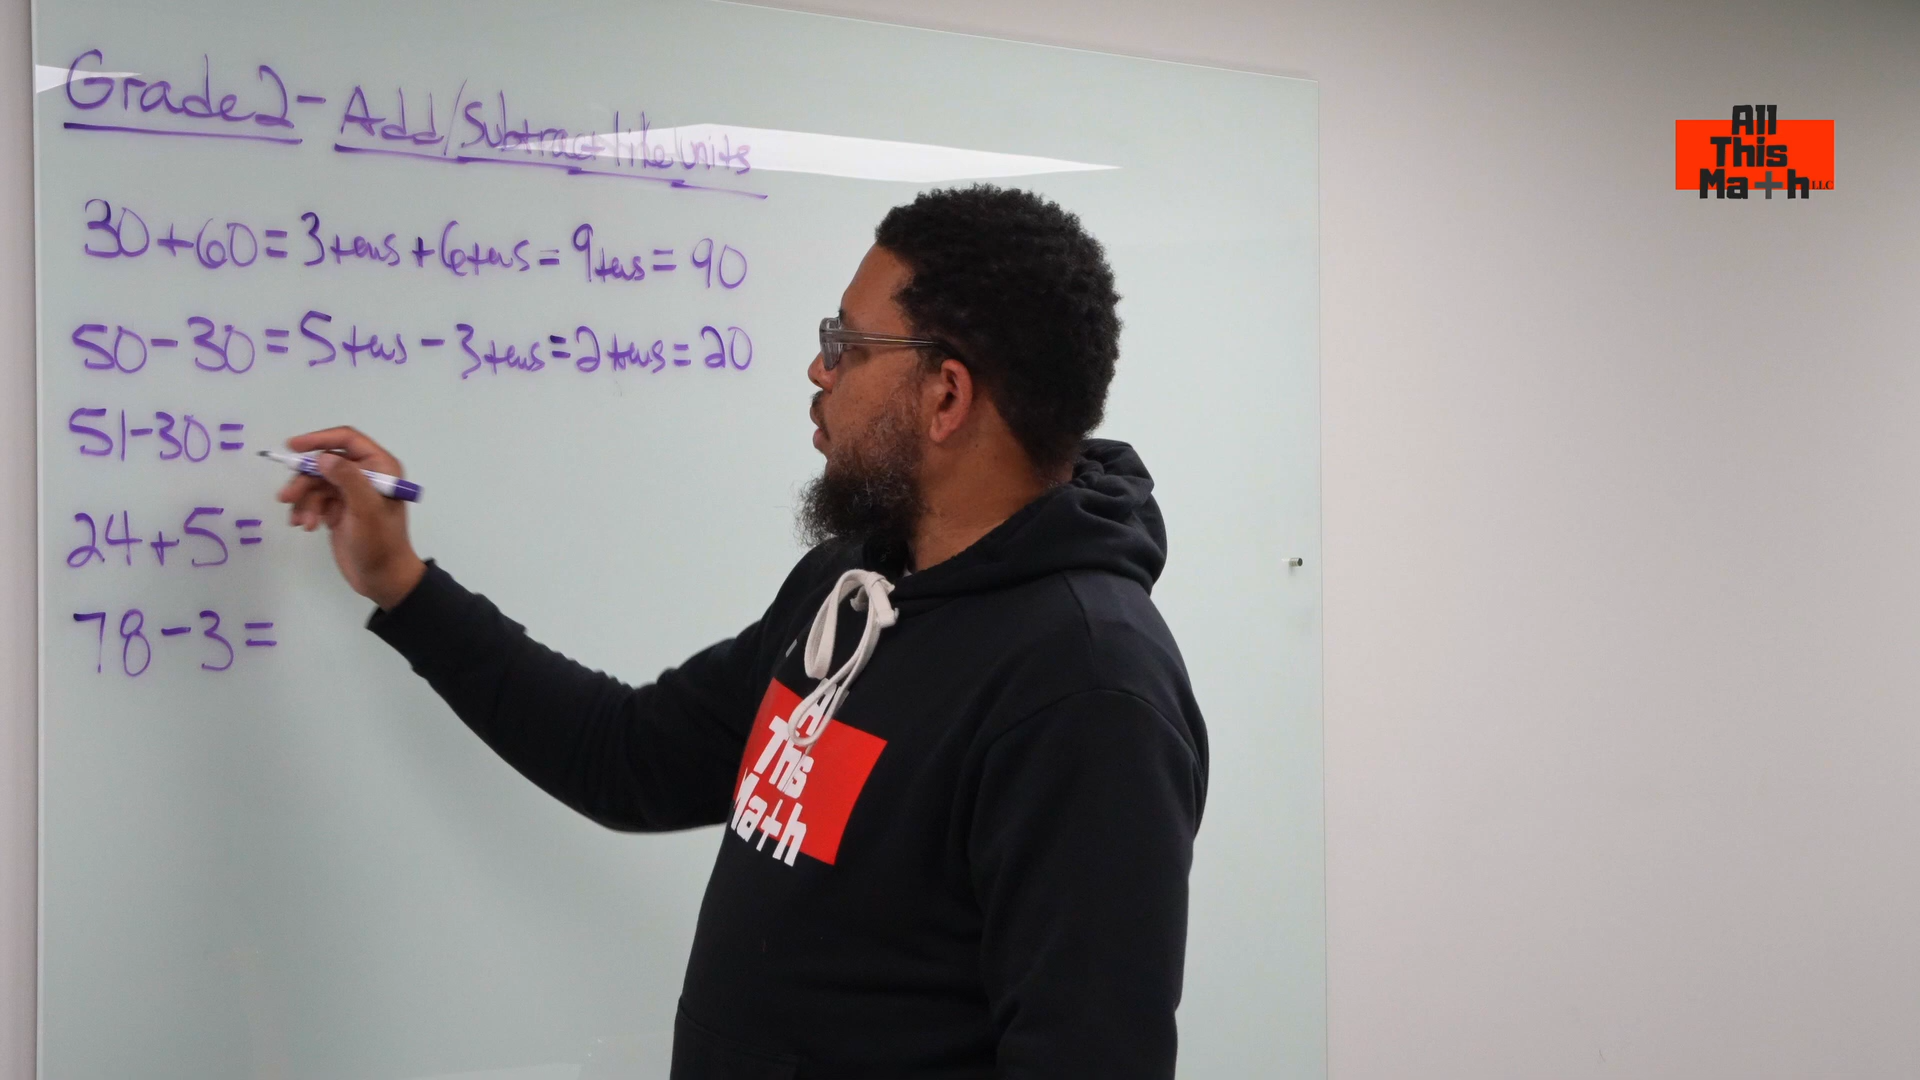 Grade 2 - Add/Subtract like units
30+60=3tens+6tens=9tens=90
50-30=5tens-3tens=2tens=20
51-30=
24+5=
78-3=
All
This
Math LLC
All
This
Math